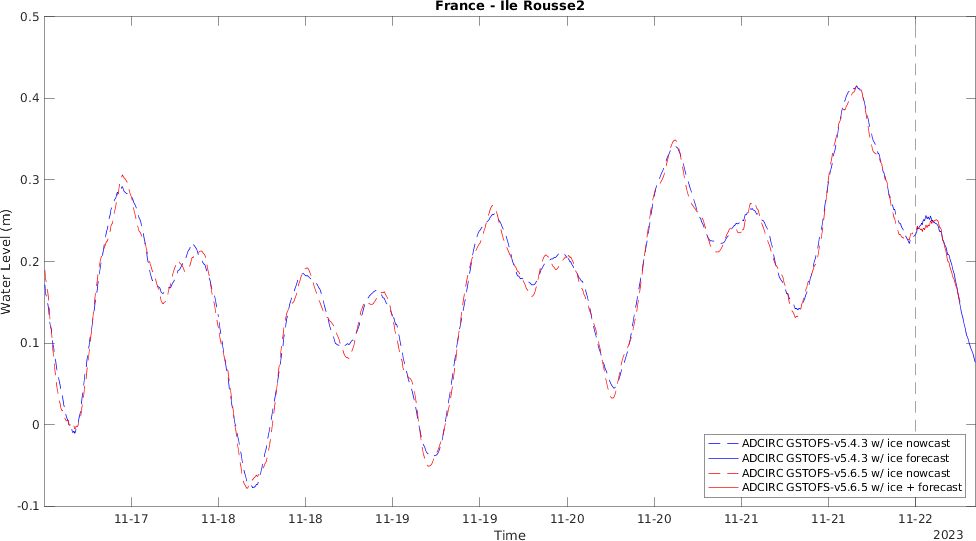 France - Ile Rousse2
Water Level (m)
0.5
0.4
0.3
0.2
0.1
0
-0.1
ADCIRC GSTOFS-v5.4.3 w/ ice nowcast
ADCIRC GSTOFS-v5.4.3 w/ ice forecast
ADCIRC GSTOFS-v5.6.5 w/ ice nowcast
ADCIRC GSTOFS-v5.6.5 w/ ice + forecast
11-17 11-18 11-18 11-19 11-19 11-20 11-20 11-21 11-21 11-22
Time
2023